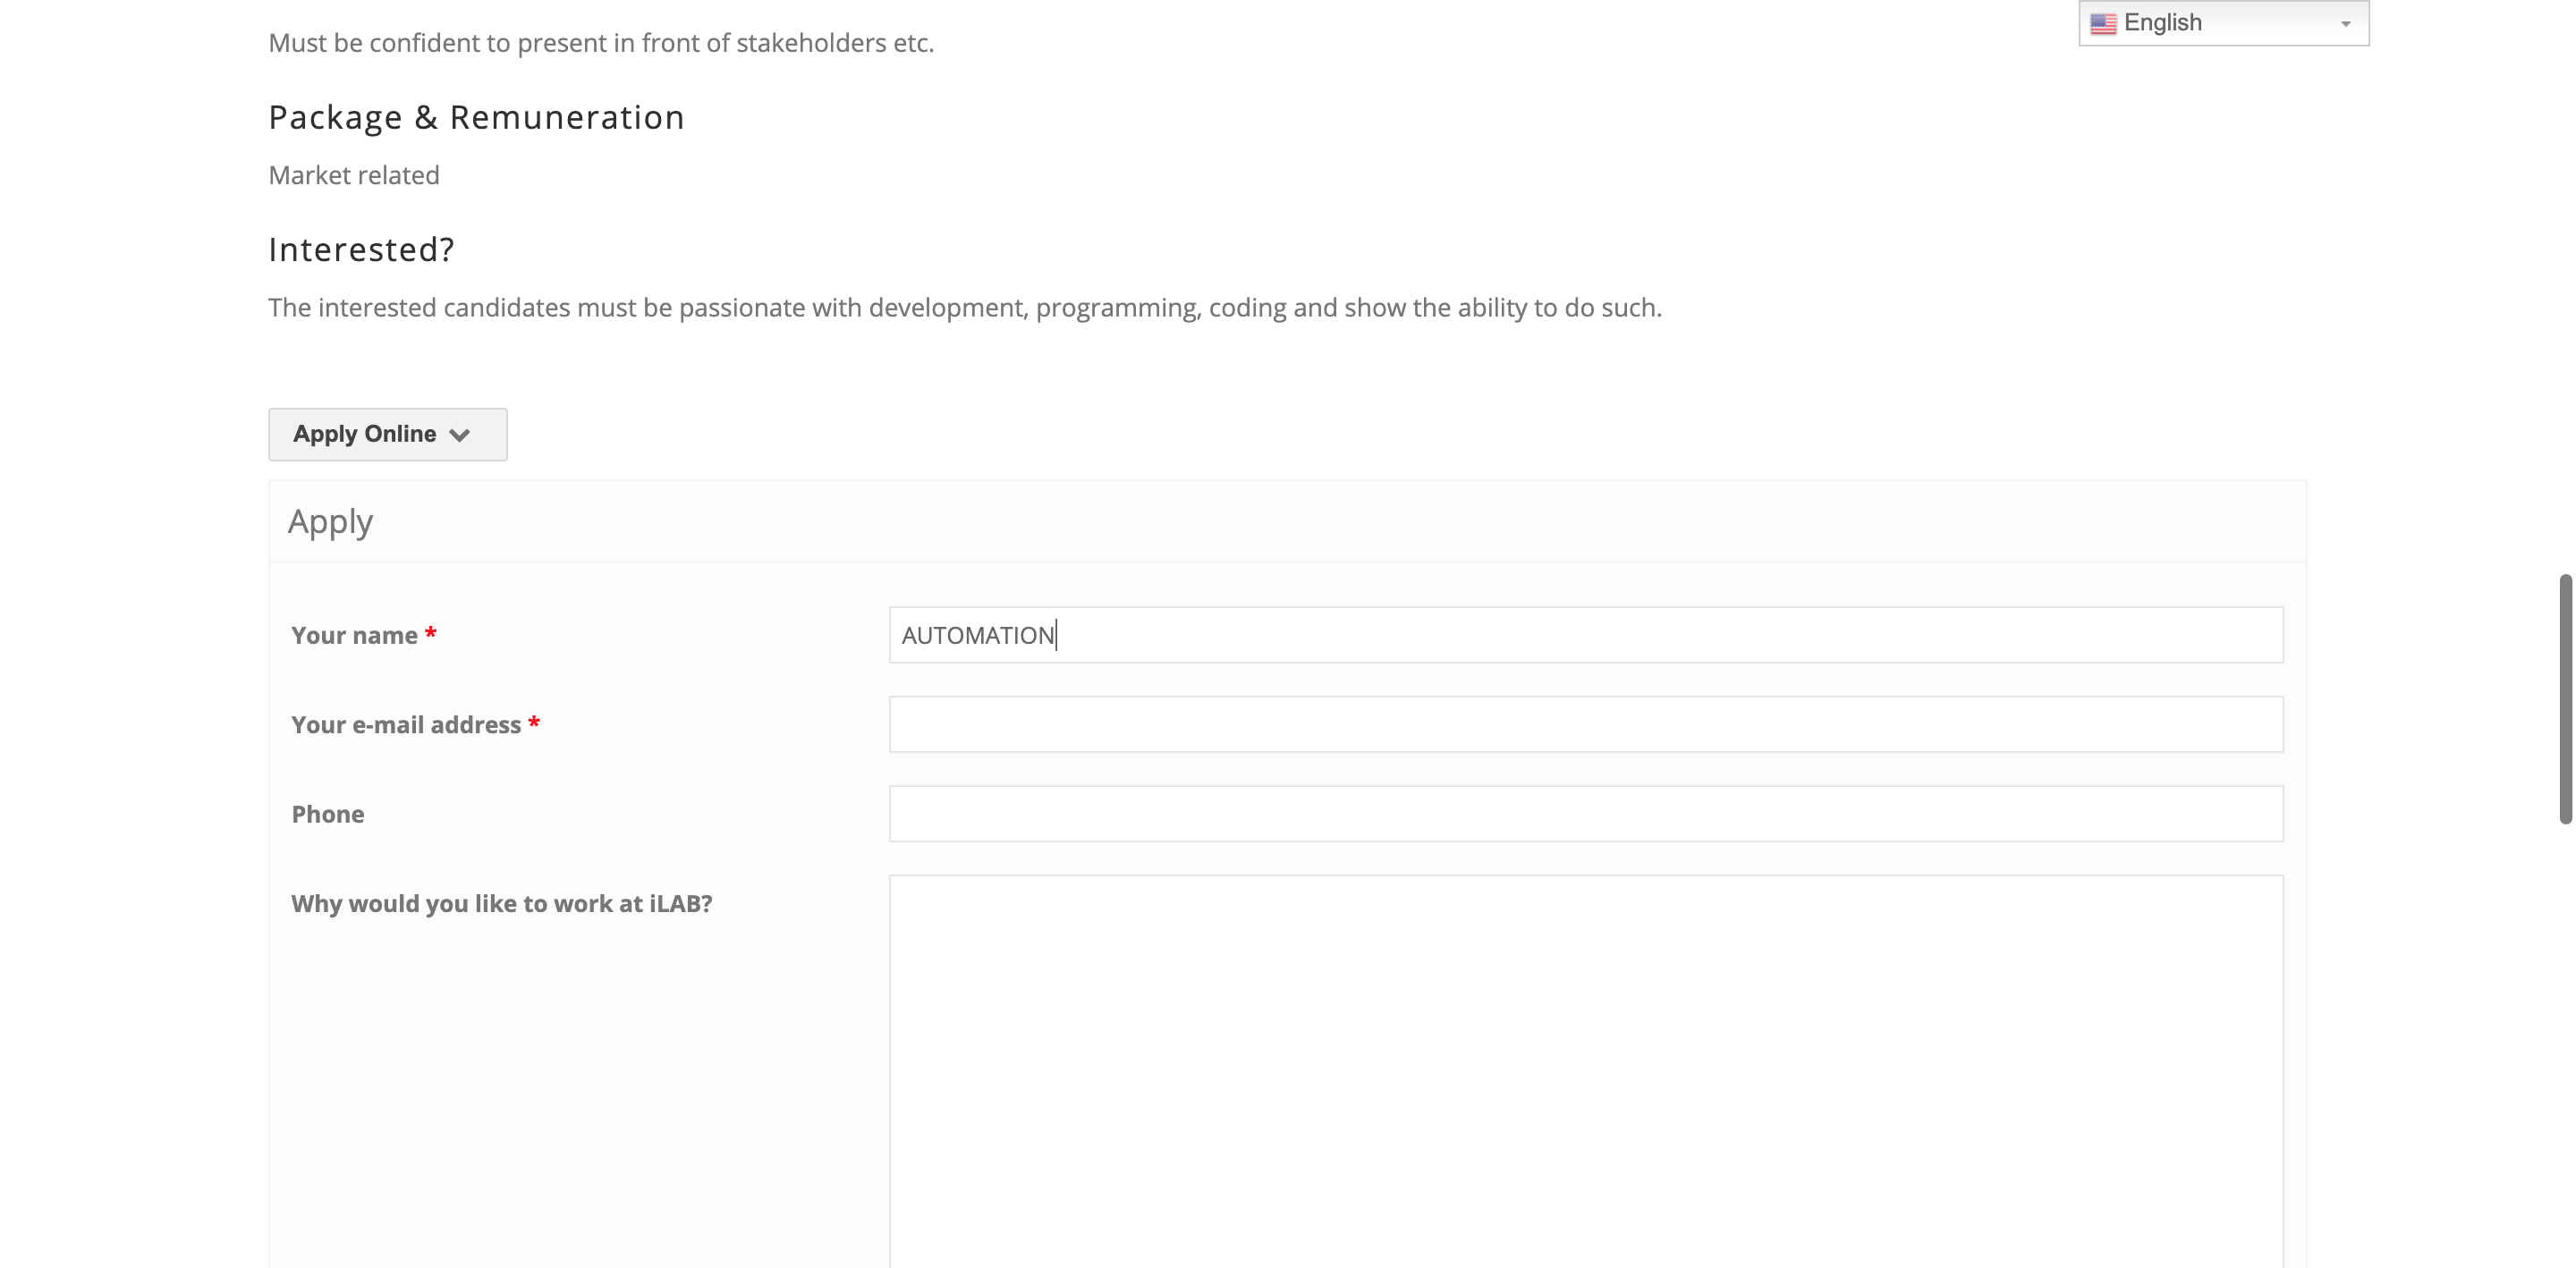 English
Must be confident to present in front of stakeholders etc.
Package & Remuneration
Market related
Interested?
The interested candidates must be passionate with development, programming, coding and show the ability to do such.
Apply Online
Apply
Your name *
AUTOMATION
Your e-mail address *
Phone
Why would you like to work at iLAB?